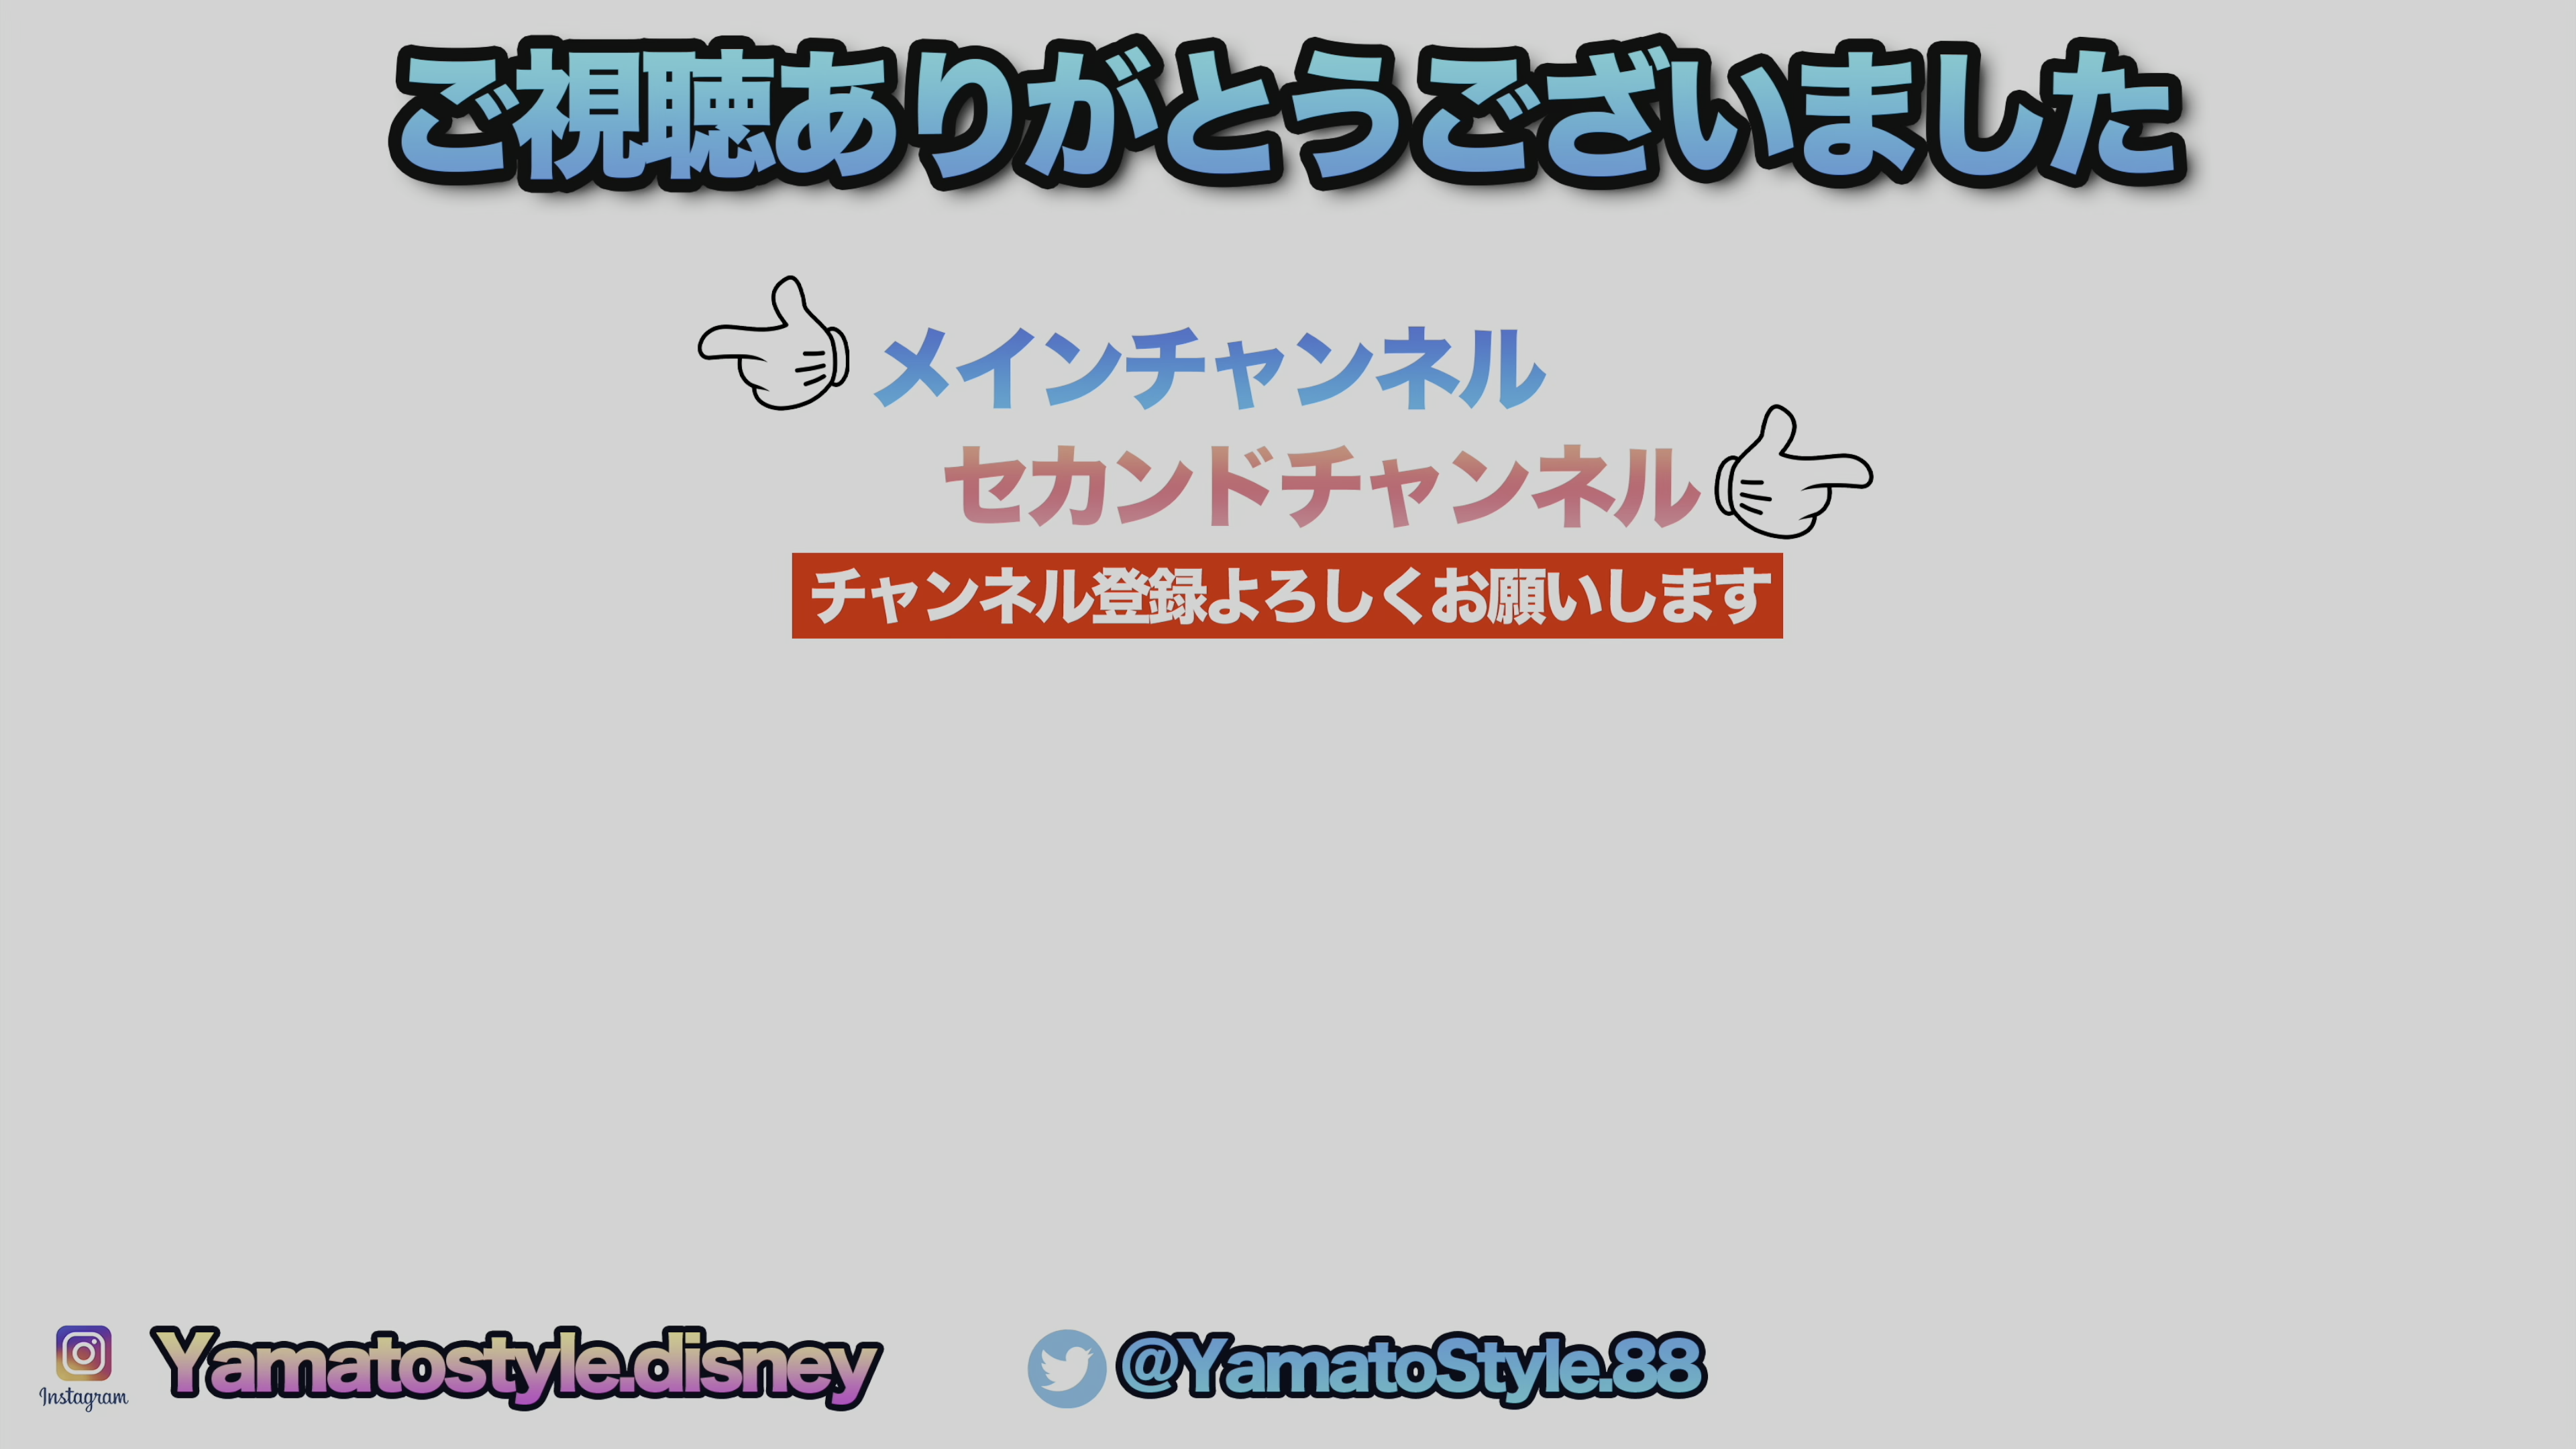 ご視聴ありがとうございました
メインチャンネル
セカンドチャンネル
チャンネル登録よろしくお願いします
Instagram
Yamatostyle.disney
@YamatoStyle.88